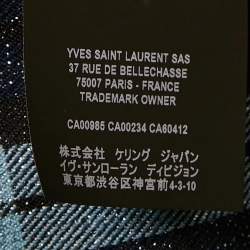 YVES SAINT LAURENT SAS
37 RUE DE BELLECHASSE
75007 PARIS - FRANCE
TRADEMARK OWNER
CA00985 CA00234 CA60412
株式会社 ケリング ジャパン
イヴ・サンローラン ディビジョン
東京都渋谷区神宮前4-3-10